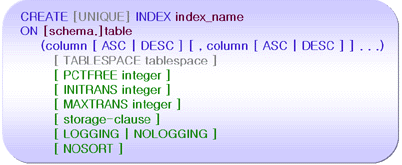 CREATE [UNIQUE] INDEX index_name
ON [schema.]table
(column [ ASC | DESC ] [ , column [ ASC | DESC ] ] . . .)
[ TABLESPACE tablespace ]
[ PCTFREE integer ]
[ INITRANS integer ]
[ MAXTRANS integer ]
[ storage-clause ]
[ LOGGING | NOLOGGING ]
[ NOSORT ]